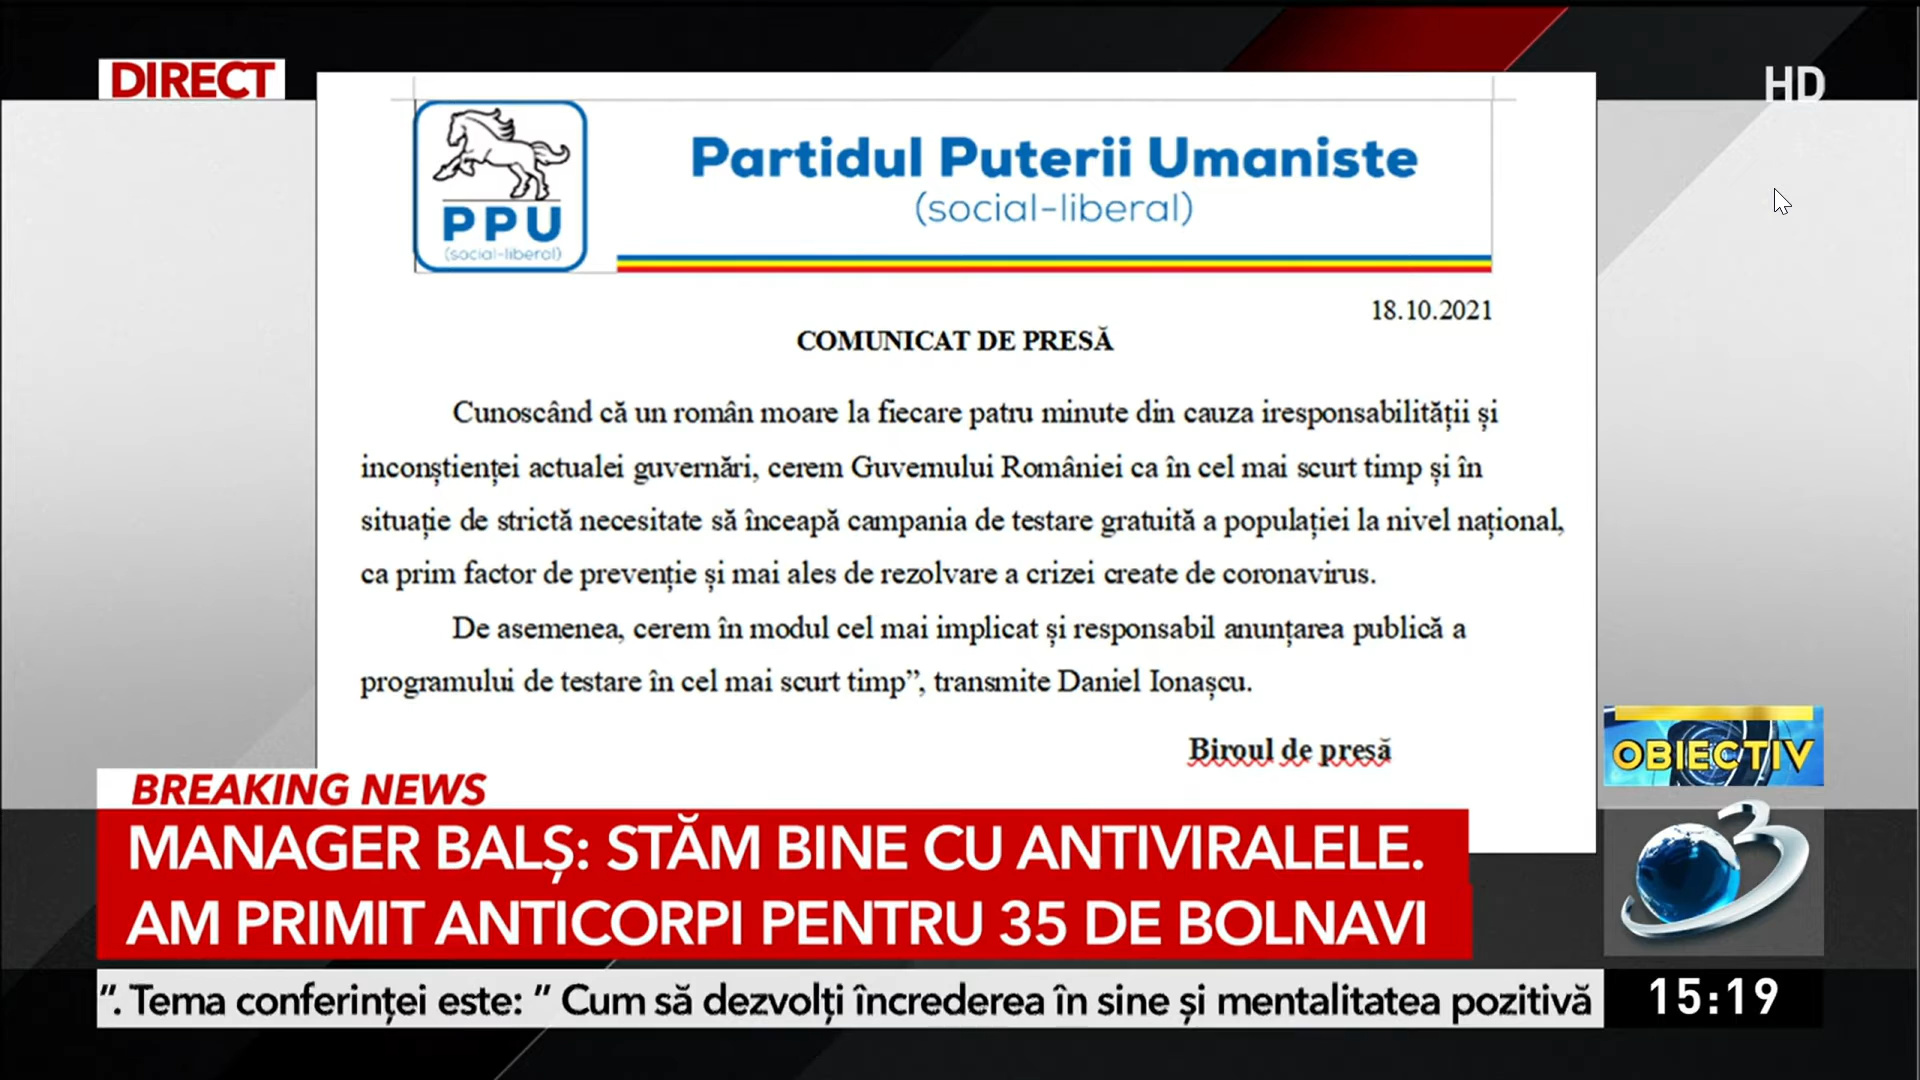 DIRECT
HD
PPU
(social-liberal)
Partidul Puterii Umaniste
(social-liberal)
18.10.2021
COMUNICAT DE PRESĂ
Cunoscând că un român moare la fiecare patru minute din cauza iresponsabilității și
inconștienței actualei guvernări, cerem Guvernului României ca în cel mai scurt timp și în
situație de strictă necesitate să înceapă campania de testare gratuită a populației la nivel național,
ca prim factor de prevenție și mai ales de rezolvare a crizei create de coronavirus.
De asemenea, cerem în modul cel mai implicat și responsabil anunțarea publică a
programului de testare în cel mai scurt timp”, transmite Daniel Ionașcu.
Biroul de presă
OBIECTIV
3
BREAKING NEWS
MANAGER BALȘ: STĂM BINE CU ANTIVIRALELE.
AM PRIMIT ANTICORPI PENTRU 35 DE BOLNAVI
”. Tema conferinței este: ” Cum să dezvolți încrederea în sine și mentalitatea pozitivă
15:19